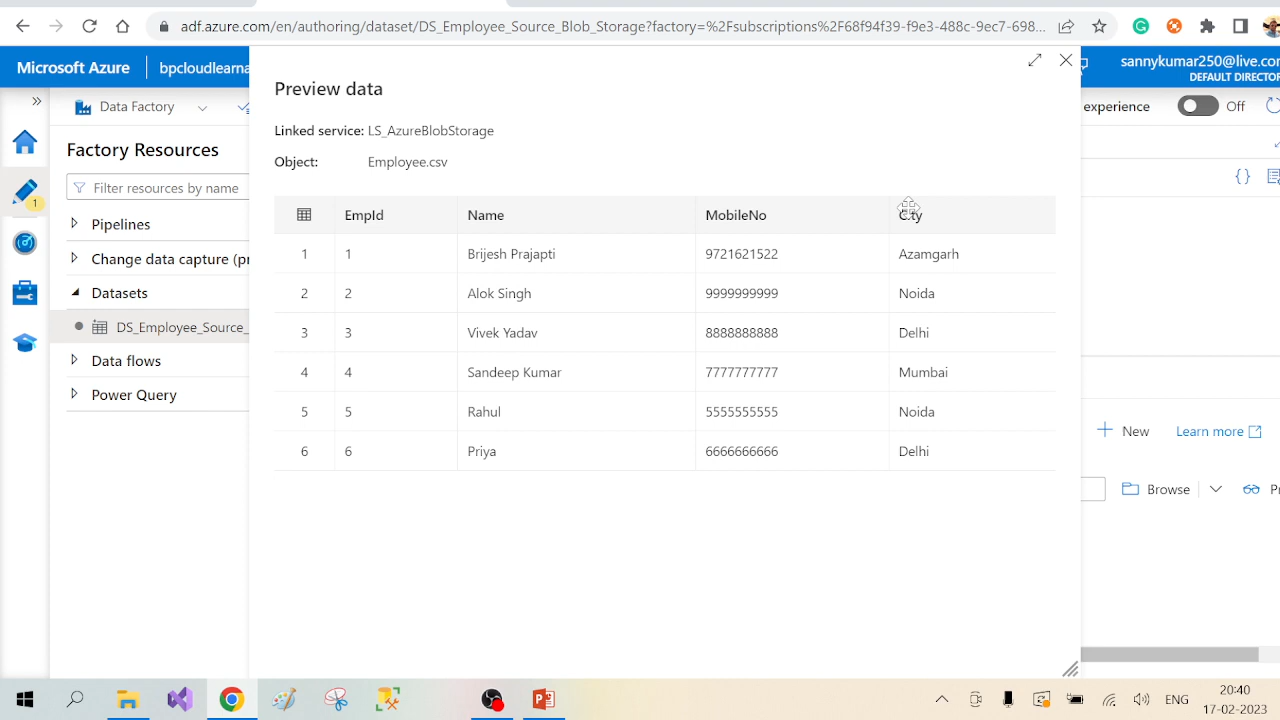 adf.azure.com/en/authoring/dataset/DS_Employee_Source_Blob_Storage?factory=%2Fsubscriptions%2F68f94f39-f9e3-488c-9ec7-698...
Microsoft Azure
bpcloudlearna
sannykumar250@live.com
DEFAULT DIRECTOR
Data Factory
experience
Off
Factory Resources
Filter resources by name
Pipelines
Change data capture (pr
Datasets
DS_Employee_Source_
1
Data flows
Power Query
Preview data
Linked service: LS_AzureBlobStorage
Object: Employee.csv
EmpId Name MobileNo City
1 1 Brijesh Prajapti 9721621522 Azamgarh
2 2 Alok Singh 9999999999 Noida
3 3 Vivek Yadav 8888888888 Delhi
4 4 Sandeep Kumar 7777777777 Mumbai
5 5 Rahul 5555555555 Noida
6 6 Priya 6666666666 Delhi
New
Learn more
Browse
Pr
ENG
20:40
17-02-2023